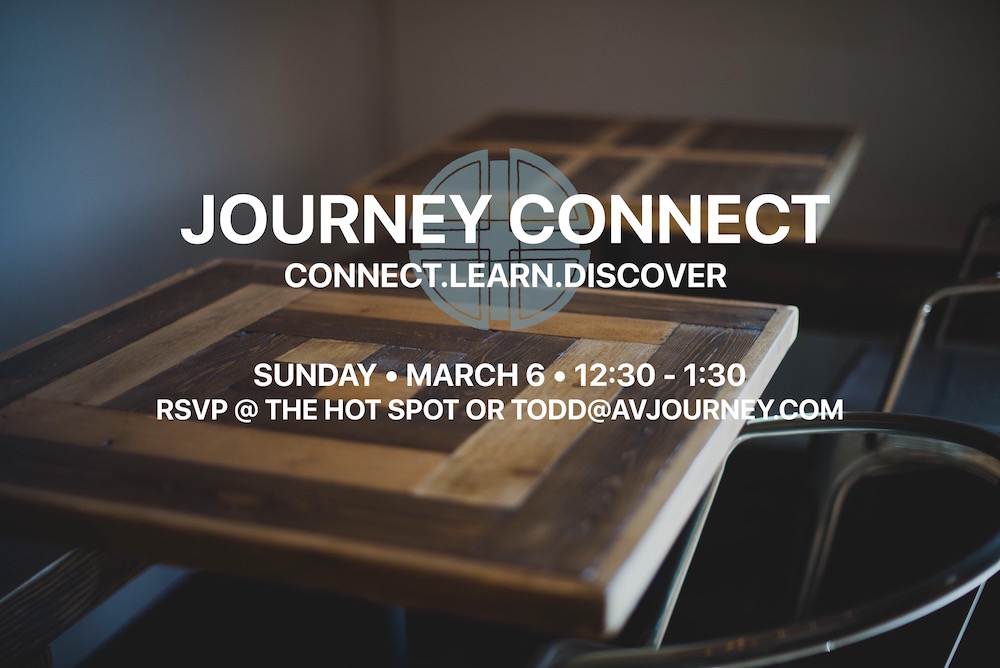 JOURNEY CONNECT
CONNECT.LEARN.DISCOVER
SUNDAY • MARCH 6 • 12:30 - 1:30
RSVP @ THE HOT SPOT OR TODD@AVJOURNEY.COM